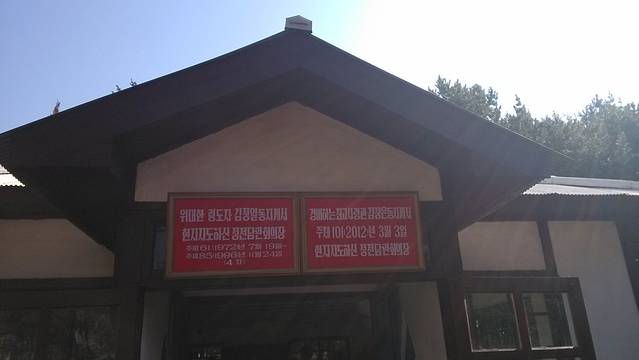 위대한 령도자 김정일동지께서
현지지도하신 정전담판회의장
주체61(1972)년 7월 19일~
주체85(1996)년 11월 24일
(4차)
경애하는 최고사령관 김정은동지께서
주체101(2012)년 3월 3일
현지지도하신 정전담판회의장